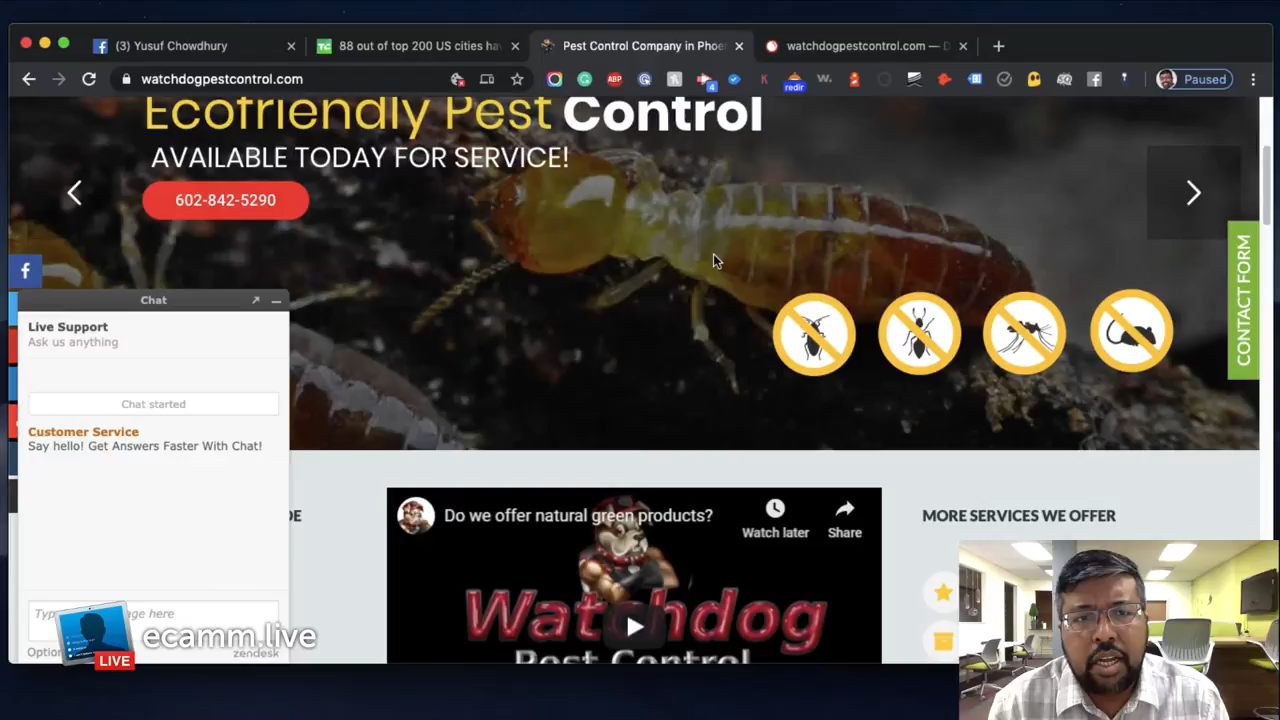 (3) Yusuf Chowdhury
88 out of top 200 US cities ha
Pest Control Company in Phoe
watchdogpestcontrol.com — D
watchdogpestcontrol.com
ABP
4
redir
K
W.
Paused
Ecofriendly Pest Control
AVAILABLE TODAY FOR SERVICE!
602-842-5290
CONTACT FORM
Chat
Live Support
Ask us anything
Chat started
Customer Service
Say hello! Get Answers Faster With Chat!
DE
Do we offer natural green products?
Watch later
Share
MORE SERVICES WE OFFER
Watchdog
Pest Control
ecamm.live
LIVE
zendesk